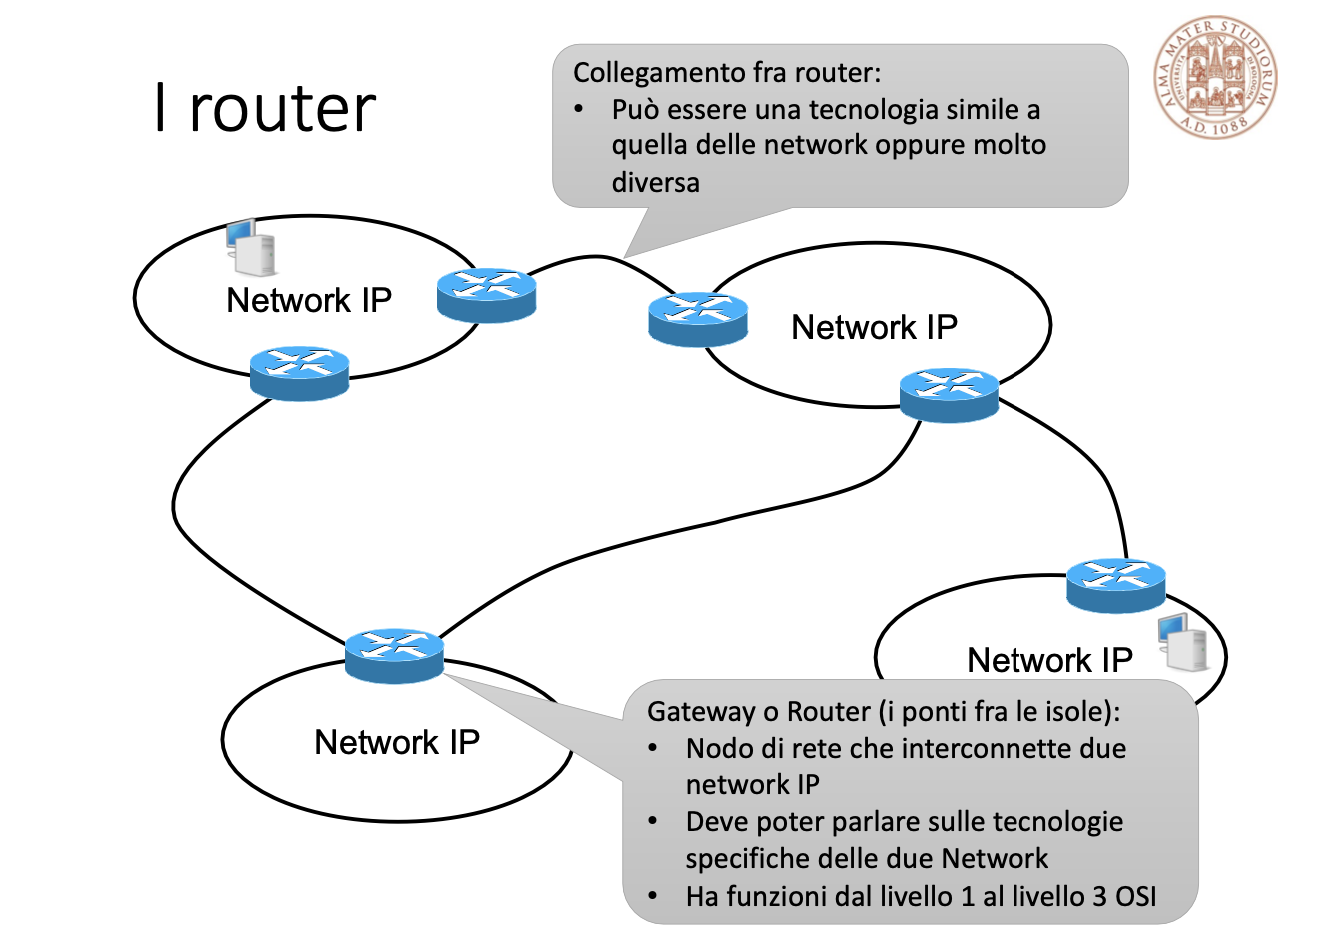 I router
Collegamento fra router:
• Può essere una tecnologia simile a
quella delle network oppure molto
diversa
ALMA MATER STUDIORUM
A.D. 1088
Network IP
Network IP
Network IP
Network IP
Gateway o Router (i ponti fra le isole):
• Nodo di rete che interconnette due
network IP
• Deve poter parlare sulle tecnologie
specifiche delle due Network
• Ha funzioni dal livello 1 al livello 3 OSI